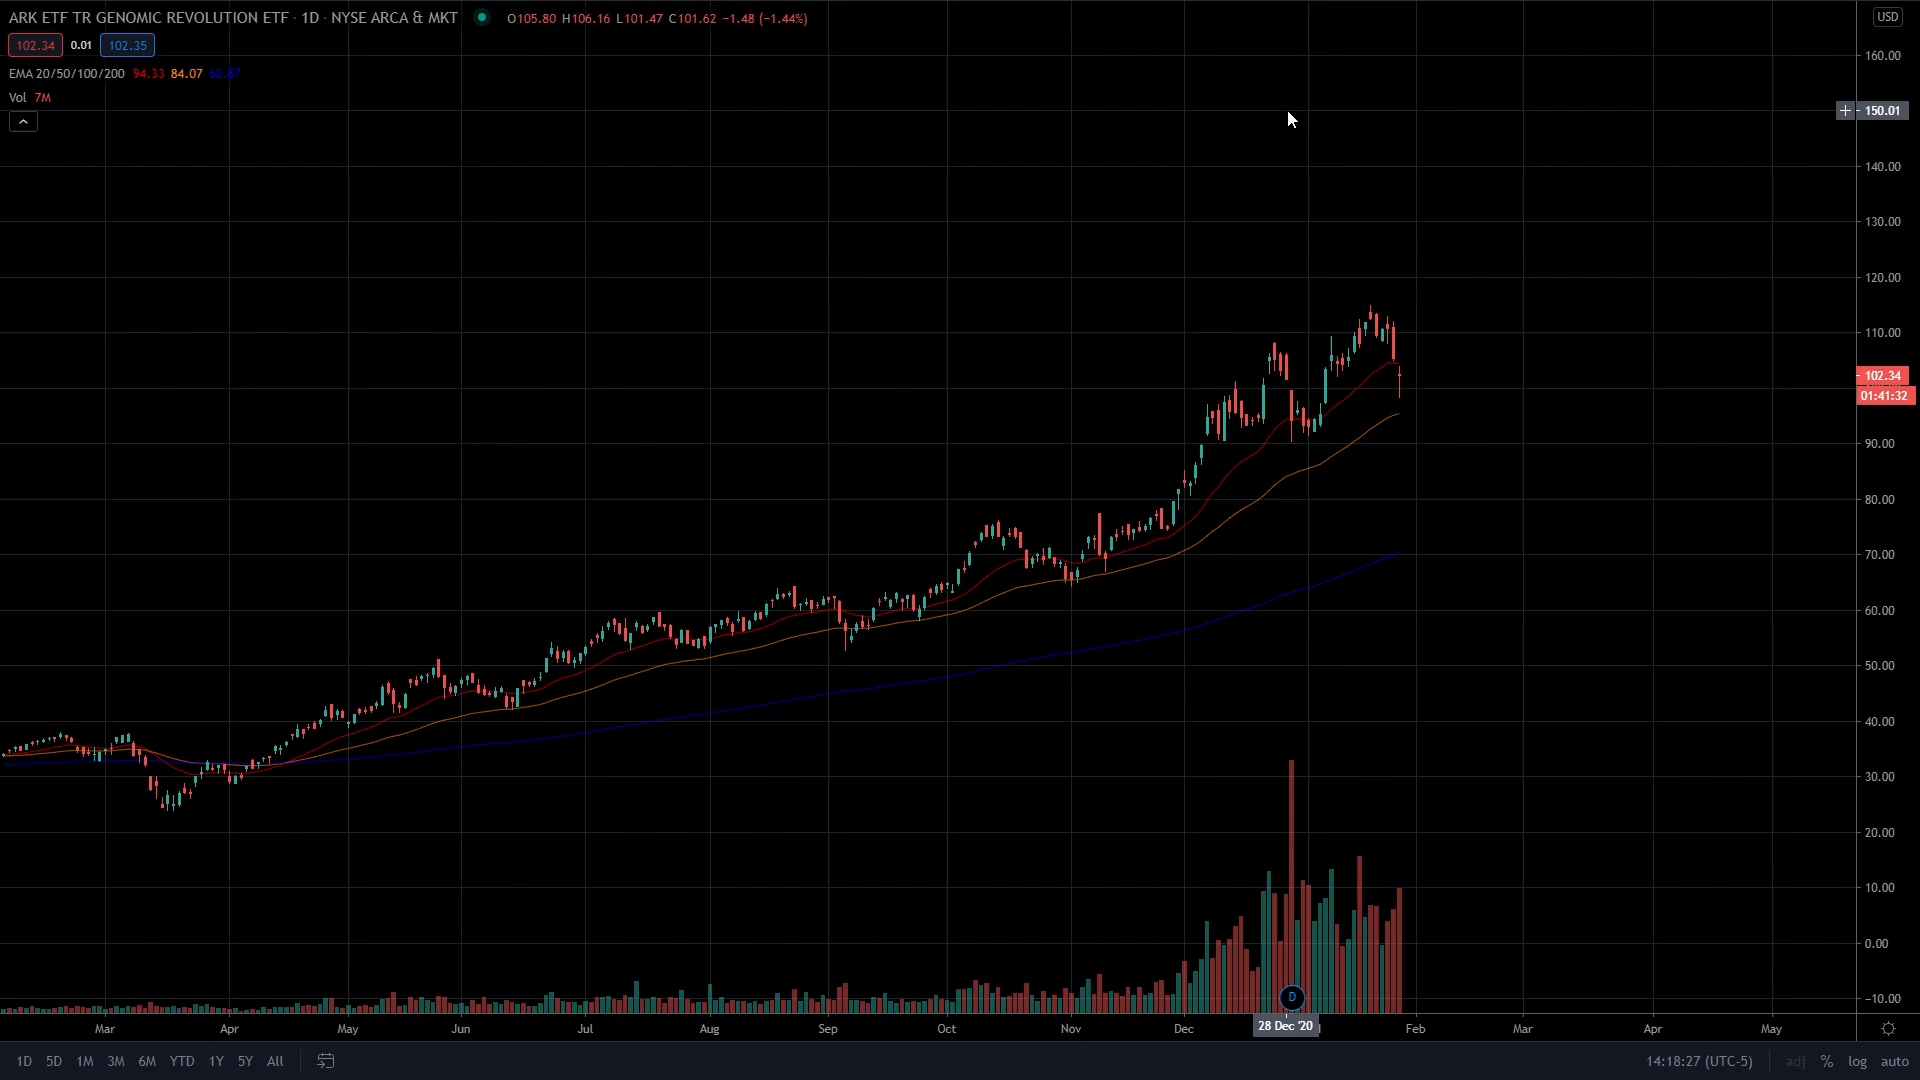 ARK ETF TR GENOMIC REVOLUTION ETF · 1D · NYSE ARCA & MKT O105.80 H106.16 L101.47 C101.62 −1.48 (−1.44%)
USD
102.34 0.01 102.35
160.00
EMA 20/50/100/200 94.33 84.07 62.87
Vol 7M
150.01
140.00
130.00
120.00
110.00
102.34
01:41:32
90.00
80.00
70.00
60.00
50.00
40.00
30.00
20.00
10.00
0.00
−10.00
D
Mar Apr May Jun Jul Aug Sep Oct Nov Dec 28 Dec '20 Feb Mar Apr May
1D 5D 1M 3M 6M YTD 1Y 5Y All 14:18:27 (UTC-5) adj % log auto